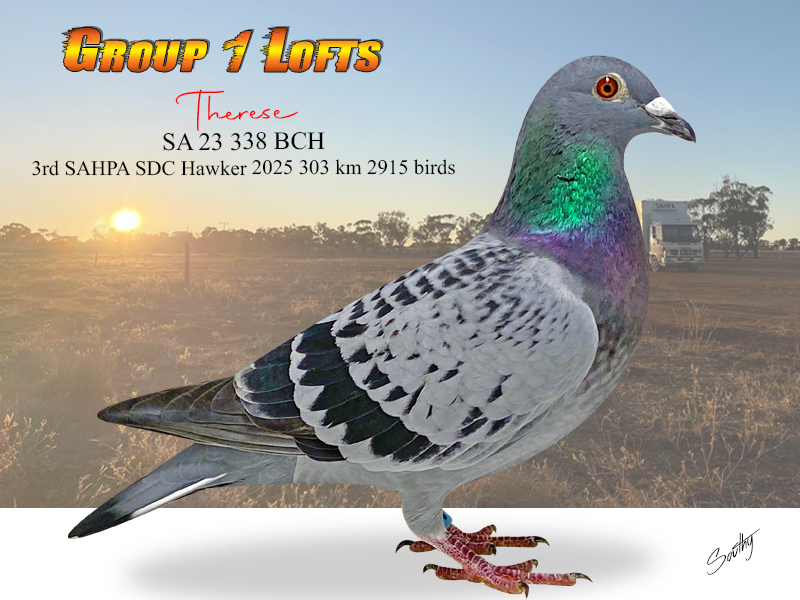 Group 1 Lofts
Therese
SA 23 338 BCH
3rd SAHPA SDC Hawker 2025 303 km 2915 birds
Southy